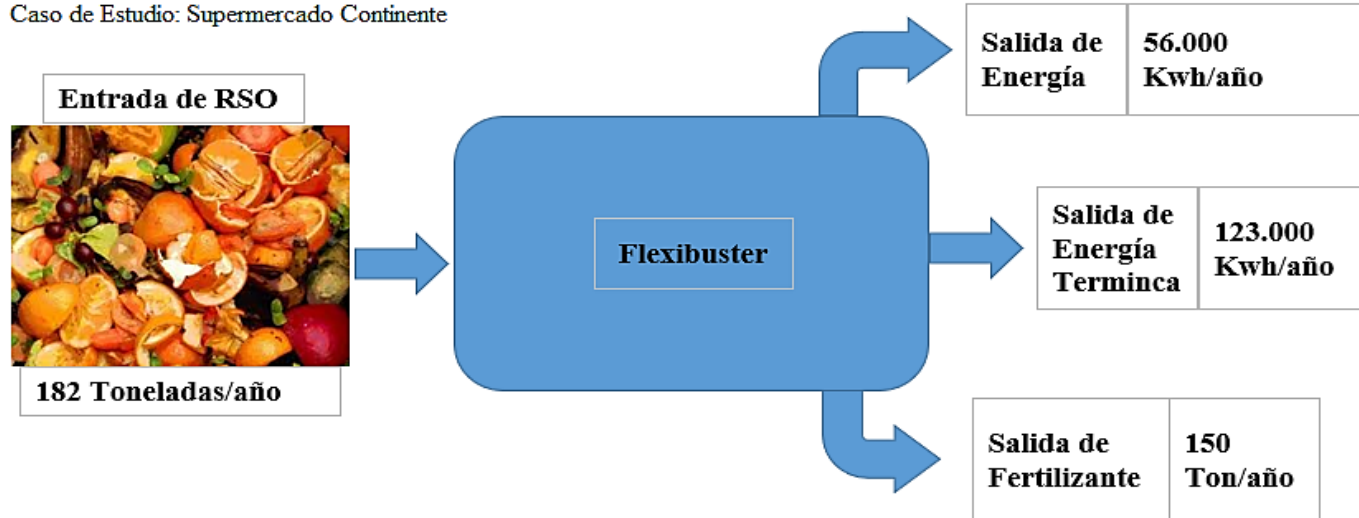 Caso de Estudio: Supermercado Continente
Entrada de RSO
182 Toneladas/año
Flexibuster
Salida de
Energía
56.000
Kwh/año
Salida de
Energía
Terminca
123.000
Kwh/año
Salida de
Fertilizante
150
Ton/año